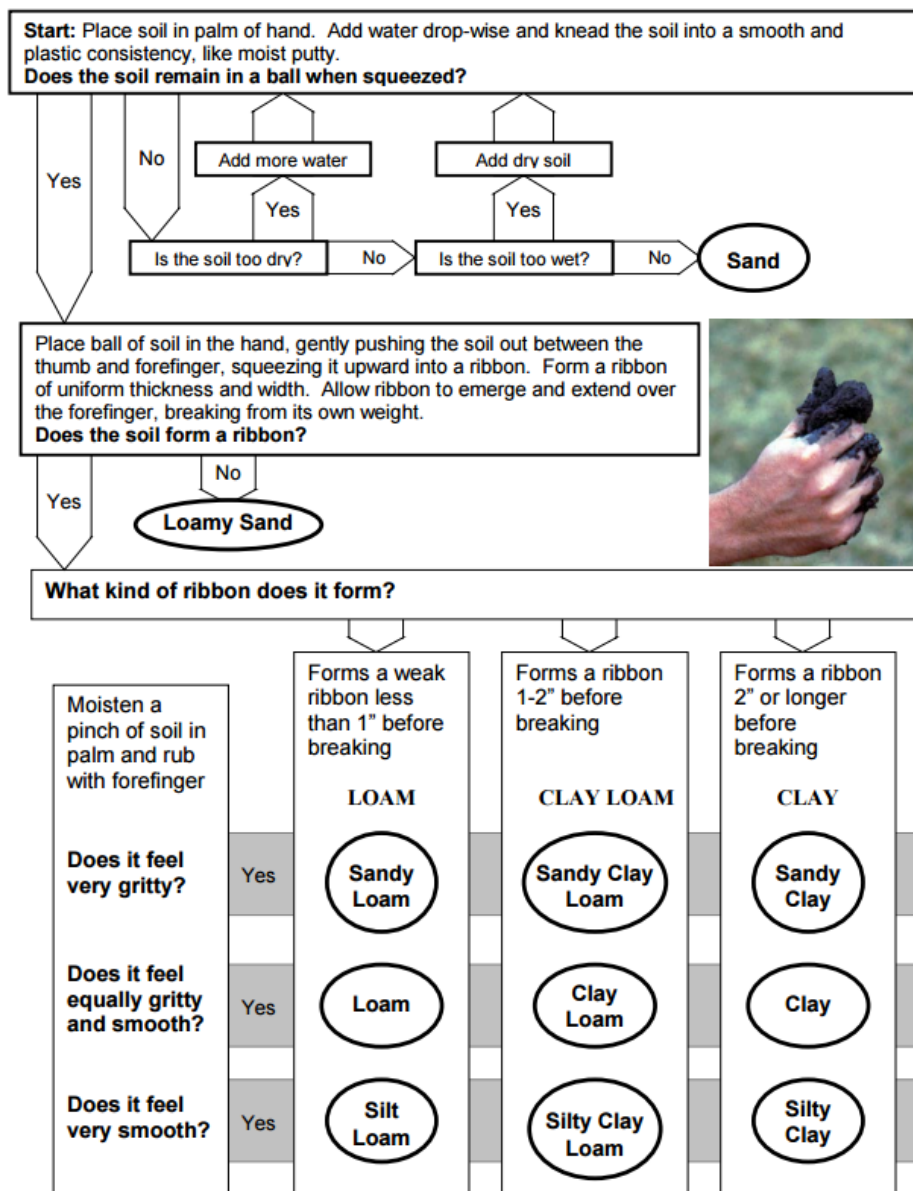 Start: Place soil in palm of hand. Add water drop-wise and knead the soil into a smooth and
plastic consistency, like moist putty.
Does the soil remain in a ball when squeezed?
Yes
No
Add more water
Add dry soil
Yes
Yes
Is the soil too dry?
No
Is the soil too wet?
No
Sand
Place ball of soil in the hand, gently pushing the soil out between the
thumb and forefinger, squeezing it upward into a ribbon. Form a ribbon
of uniform thickness and width. Allow ribbon to emerge and extend over
the forefinger, breaking from its own weight.
Does the soil form a ribbon?
Yes
No
Loamy Sand
What kind of ribbon does it form?
Moisten a
pinch of soil in
palm and rub
with forefinger
Forms a weak
ribbon less
than 1” before
breaking
LOAM
Forms a ribbon
1-2” before
breaking
CLAY LOAM
Forms a ribbon
2” or longer
before
breaking
CLAY
Does it feel
very gritty?
Yes
Sandy
Loam
Sandy Clay
Loam
Sandy
Clay
Does it feel
equally gritty
and smooth?
Yes
Loam
Clay
Loam
Clay
Does it feel
very smooth?
Yes
Silt
Loam
Silty Clay
Loam
Silty
Clay